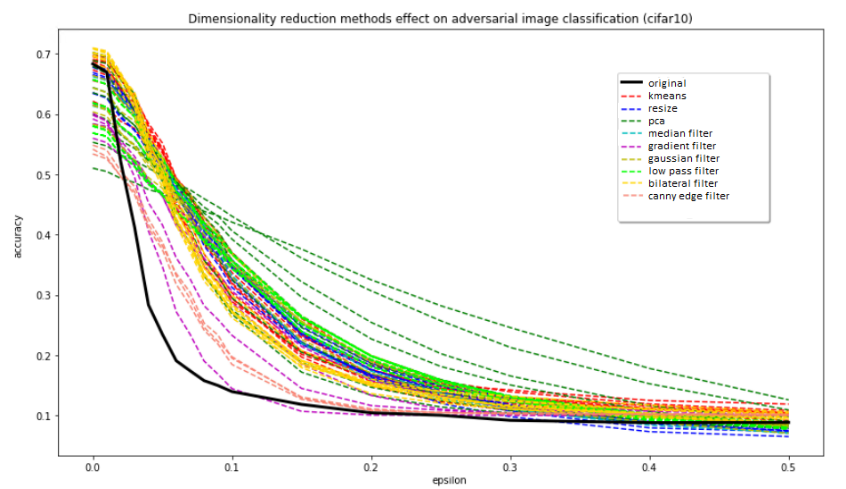 Dimensionality reduction methods effect on adversarial image classification (cifar10)
0.7
0.6
0.5
0.4
0.3
0.2
0.1
accuracy
original
kmeans
resize
pca
median filter
gradient filter
gaussian filter
low pass filter
bilateral filter
canny edge filter
0.0 0.1 0.2 0.3 0.4 0.5
epsilon